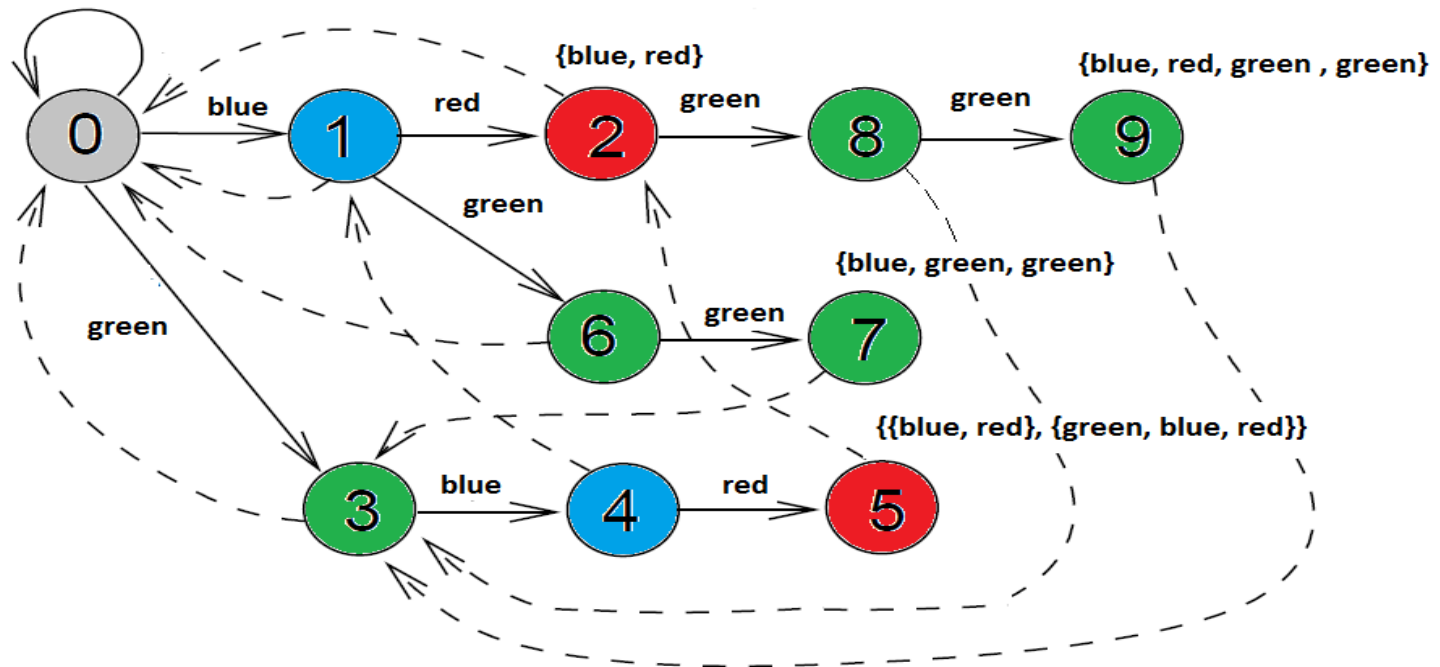 {blue, red}
{blue, red, green , green}
blue
red
green
green
0
1
2
8
9
green
{blue, green, green}
green
green
6
7
{{blue, red}, {green, blue, red}}
blue
red
3
4
5